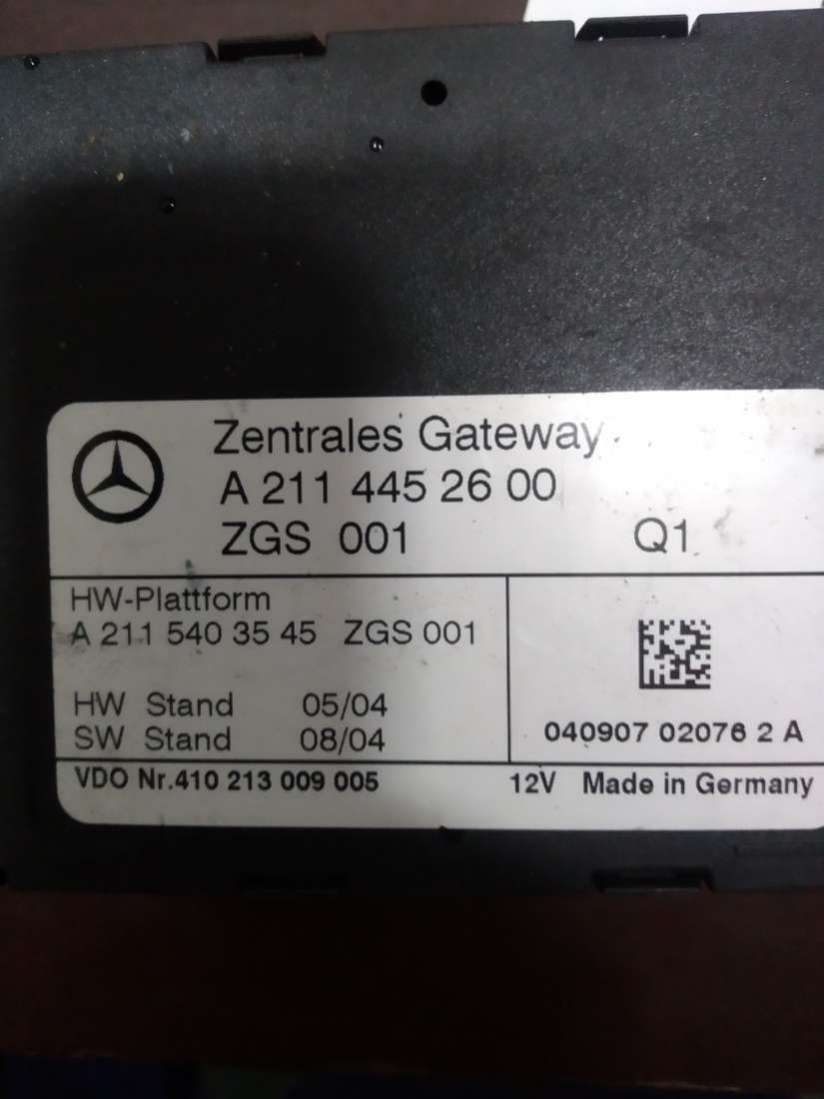 Zentrales Gateway
A 211 445 26 00
ZGS 001 Q1
HW-Plattform
A 211 540 35 45 ZGS 001
HW Stand 05/04
SW Stand 08/04
040907 02076 2 A
VDO Nr.410 213 009 005 12V Made in Germany